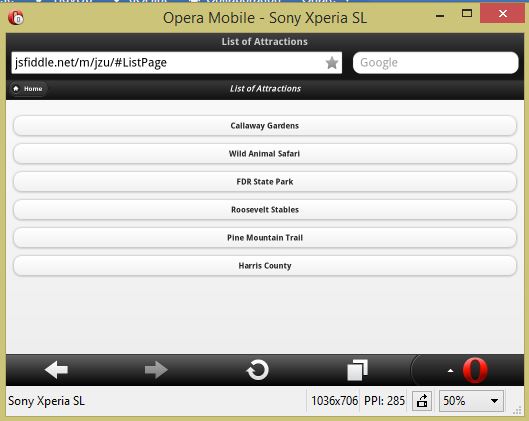 Opera Mobile - Sony Xperia SL
List of Attractions
jsfiddle.net/m/jzu/#ListPage
Google
Home
List of Attractions
Callaway Gardens
Wild Animal Safari
FDR State Park
Roosevelt Stables
Pine Mountain Trail
Harris County
Sony Xperia SL 1036x706 PPI: 285 50%